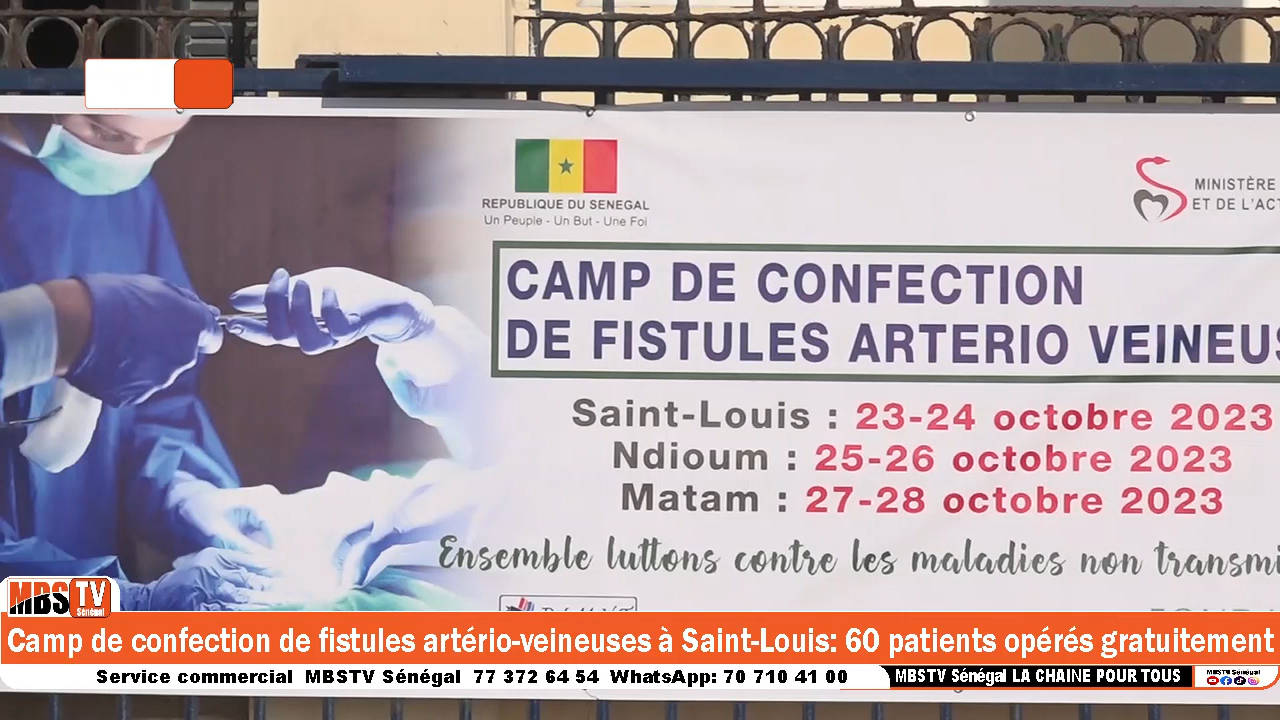 REPUBLIQUE DU SENEGAL
Un Peuple - Un But - Une Foi
MINISTÈRE
ET DE L'ACT
CAMP DE CONFECTION
DE FISTULES ARTERIO VEINEUS
Saint-Louis : 23-24 octobre 2023
Ndioum : 25-26 octobre 2023
Matam : 27-28 octobre 2023
Ensemble luttons contre les maladies non transmi
MBS TV
Sénégal
Camp de confection de fistules artério-veineuses à Saint-Louis: 60 patients opérés gratuitement
Service commercial MBSTV Sénégal 77 372 64 54 WhatsApp: 70 710 41 00
MBSTV Sénégal LA CHAINE POUR TOUS
MBSTV Sénégal